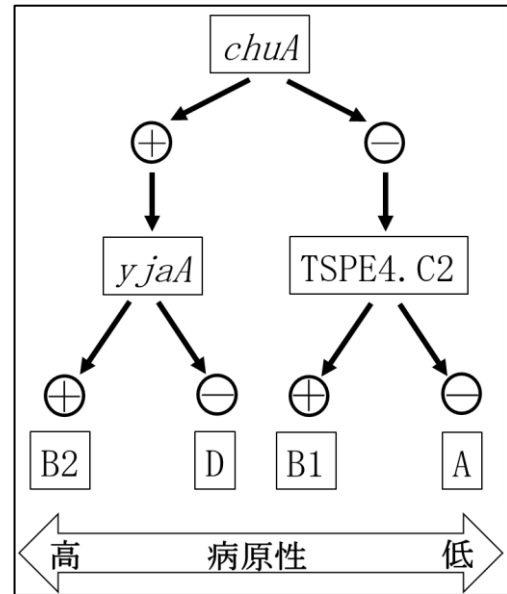 chuA
+ −
yjaA TSPE4.C2
+ − + −
B2 D B1 A
高 病原性 低